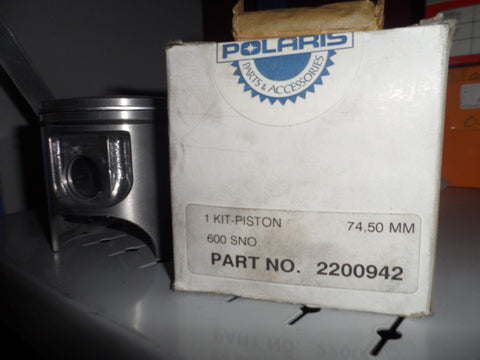 POLARIS
PARTS & ACCESSORIES
1 KIT-PISTON 74,50 MM
600 SNO
PART NO. 2200942